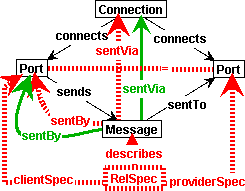 Connection
connects
connects
sentVia
Port
=
Port
sends
sentVia
sentTo
sentBy
sentBy
Message
describes
clientSpec
RelSpec
providerSpec